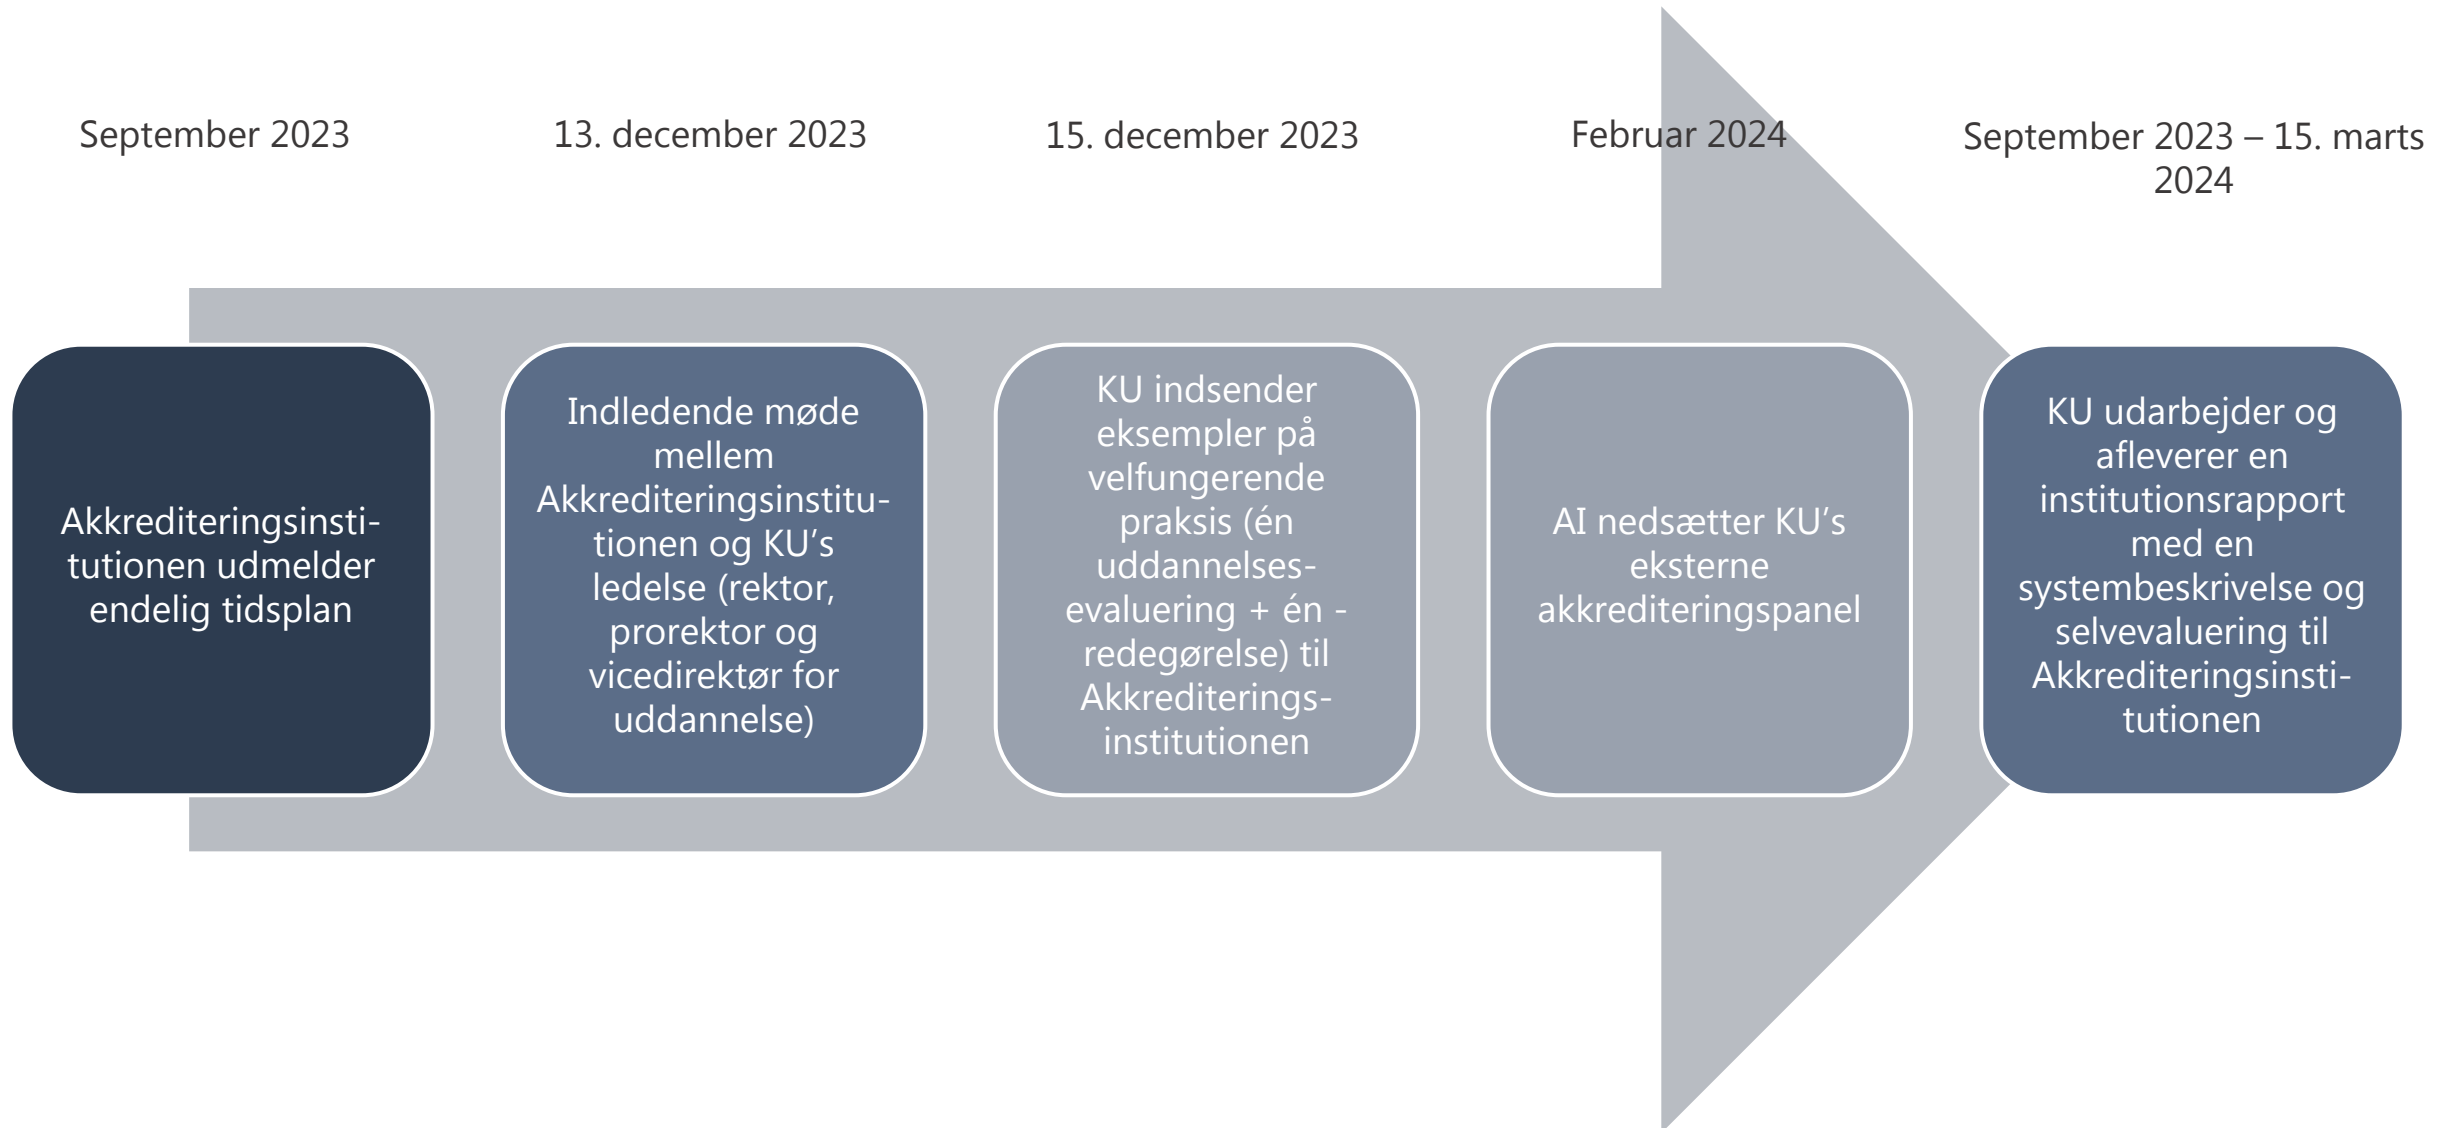 September 2023
13. december 2023
15. december 2023
Februar 2024
September 2023 – 15. marts
2024
Akkrediteringsinsti-
tutionen udmelder
endelig tidsplan
Indledende møde
mellem
Akkrediteringsinstitu-
tionen og KU's
ledelse (rektor,
prorektor og
vicedirektør for
uddannelse)
KU indsender
eksempler på
velfungerende
praksis (én
uddannelses-
evaluering + én -
redegørelse) til
Akkrediterings-
institutionen
AI nedsætter KU's
eksterne
akkrediteringspanel
KU udarbejder og
afleverer en
institutionsrapport
med en
systembeskrivelse og
selvevaluering til
Akkrediteringsinsti-
tutionen